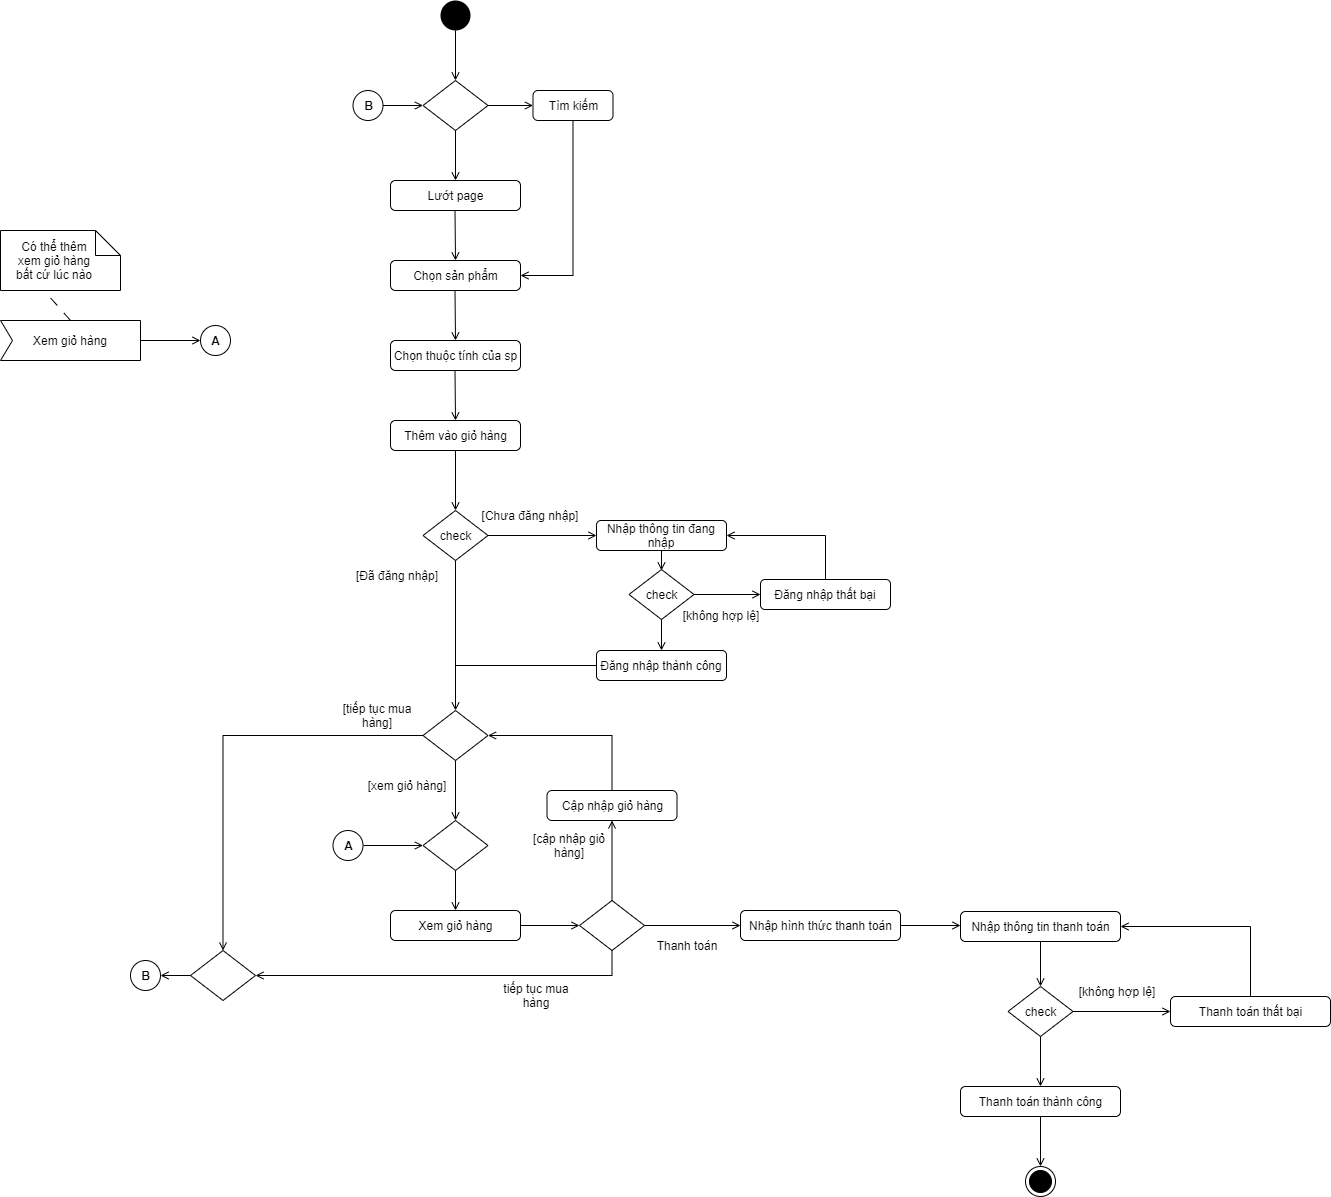 B
Tìm kiếm
Lướt page
Có thể thêm
xem giỏ hàng
bất cứ lúc nào
Chọn sản phẩm
Xem giỏ hàng
A
Chọn thuộc tính của sp
Thêm vào giỏ hàng
[Chưa đăng nhập]
check
Nhập thông tin đang
nhập
[Đã đăng nhập]
check
Đăng nhập thất bại
[không hợp lệ]
Đăng nhập thành công
[tiếp tục mua
hàng]
[xem giỏ hàng]
Cập nhập giỏ hàng
[cập nhập giỏ
hàng]
A
Xem giỏ hàng
Thanh toán
Nhập hình thức thanh toán
Nhập thông tin thanh toán
B
tiếp tục mua
hàng
[không hợp lệ]
check
Thanh toán thất bại
Thanh toán thành công